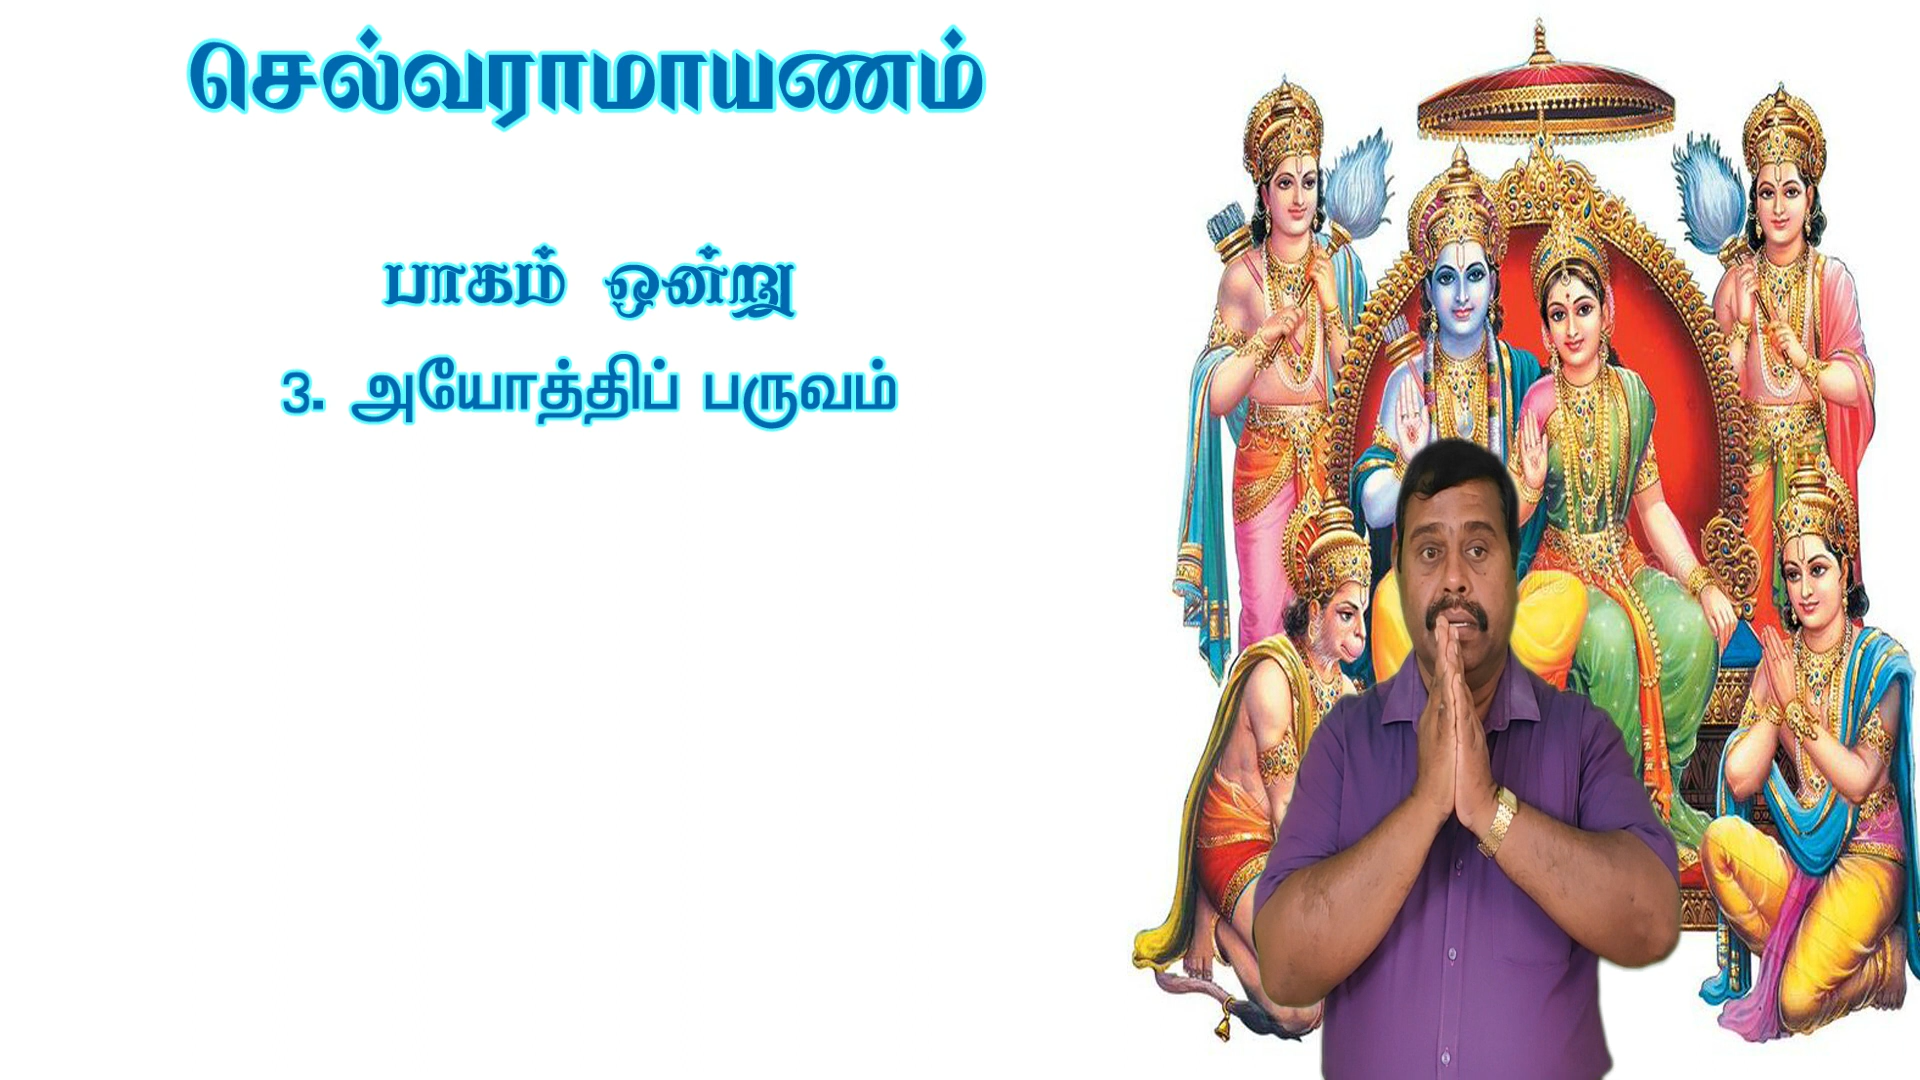 செல்வராமாயணம்
பாகம் ஒன்று
3. அயோத்திப் பருவம்